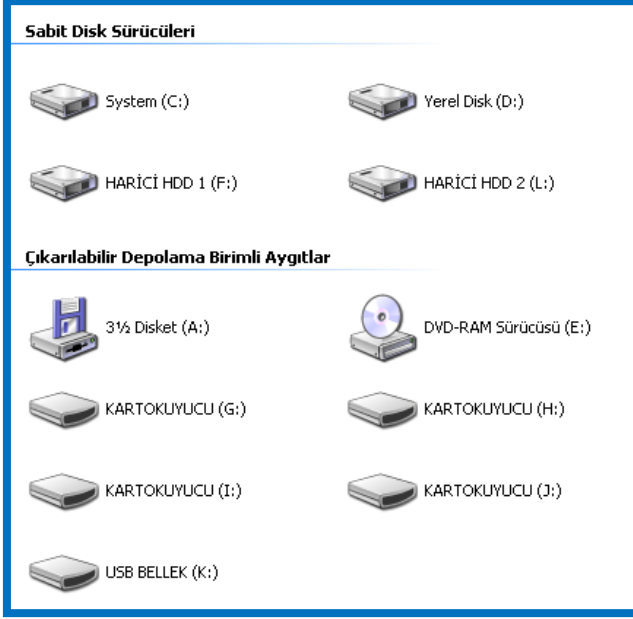 Sabit Disk Sürücüleri
System (C:)
Yerel Disk (D:)
HARİCİ HDD 1 (F:)
HARİCİ HDD 2 (L:)
Çıkarılabilir Depolama Birimli Aygıtlar
3½ Disket (A:)
DVD-RAM Sürücüsü (E:)
KARTOKUYUCU (G:)
KARTOKUYUCU (H:)
KARTOKUYUCU (I:)
KARTOKUYUCU (J:)
USB BELLEK (K:)